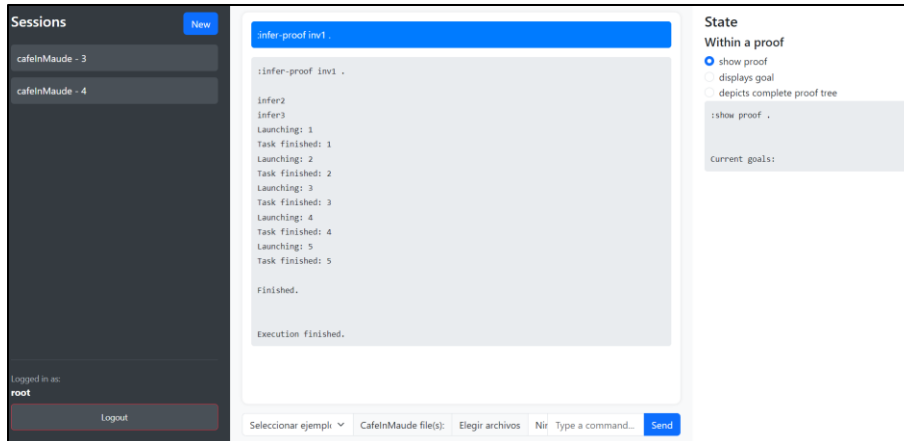 Sessions
New
cafeInMaude - 3
cafeInMaude - 4
Logged in as:
root
Logout
:infer-proof inv1 .
:infer-proof inv1 .
infer2
infer3
Launching: 1
Task finished: 1
Launching: 2
Task finished: 2
Launching: 3
Task finished: 3
Launching: 4
Task finished: 4
Launching: 5
Task finished: 5
Finished.
Execution finished.
Seleccionar ejempl CafeInMaude file(s): Elegir archivos Nir Type a command... Send
State
Within a proof
show proof
displays goal
depicts complete proof tree
:show proof .
Current goals: